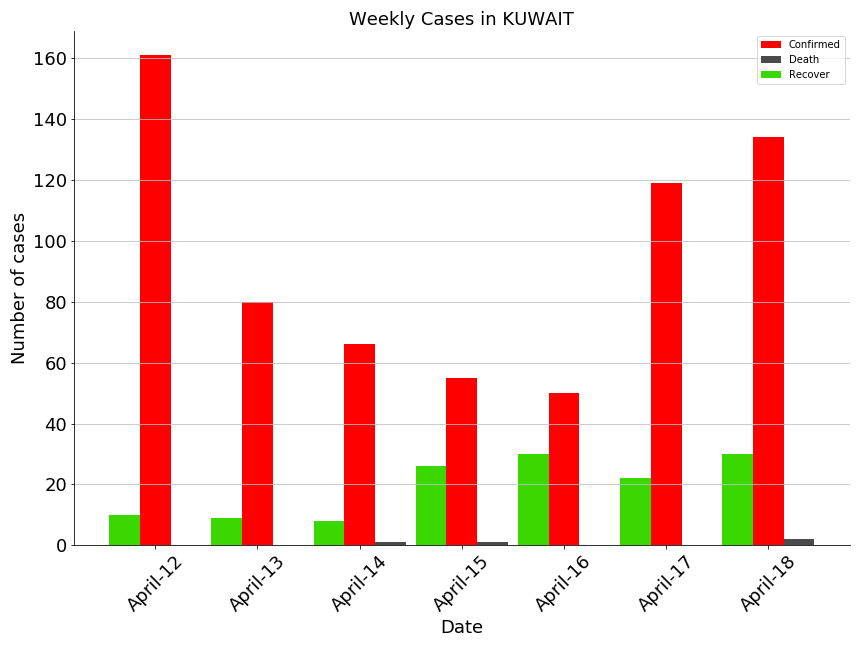 Weekly Cases in KUWAIT
Confirmed
Death
Recover
Number of cases
160
140
120
100
80
60
40
20
0
April-12
April-13
April-14
April-15
April-16
April-17
April-18
Date